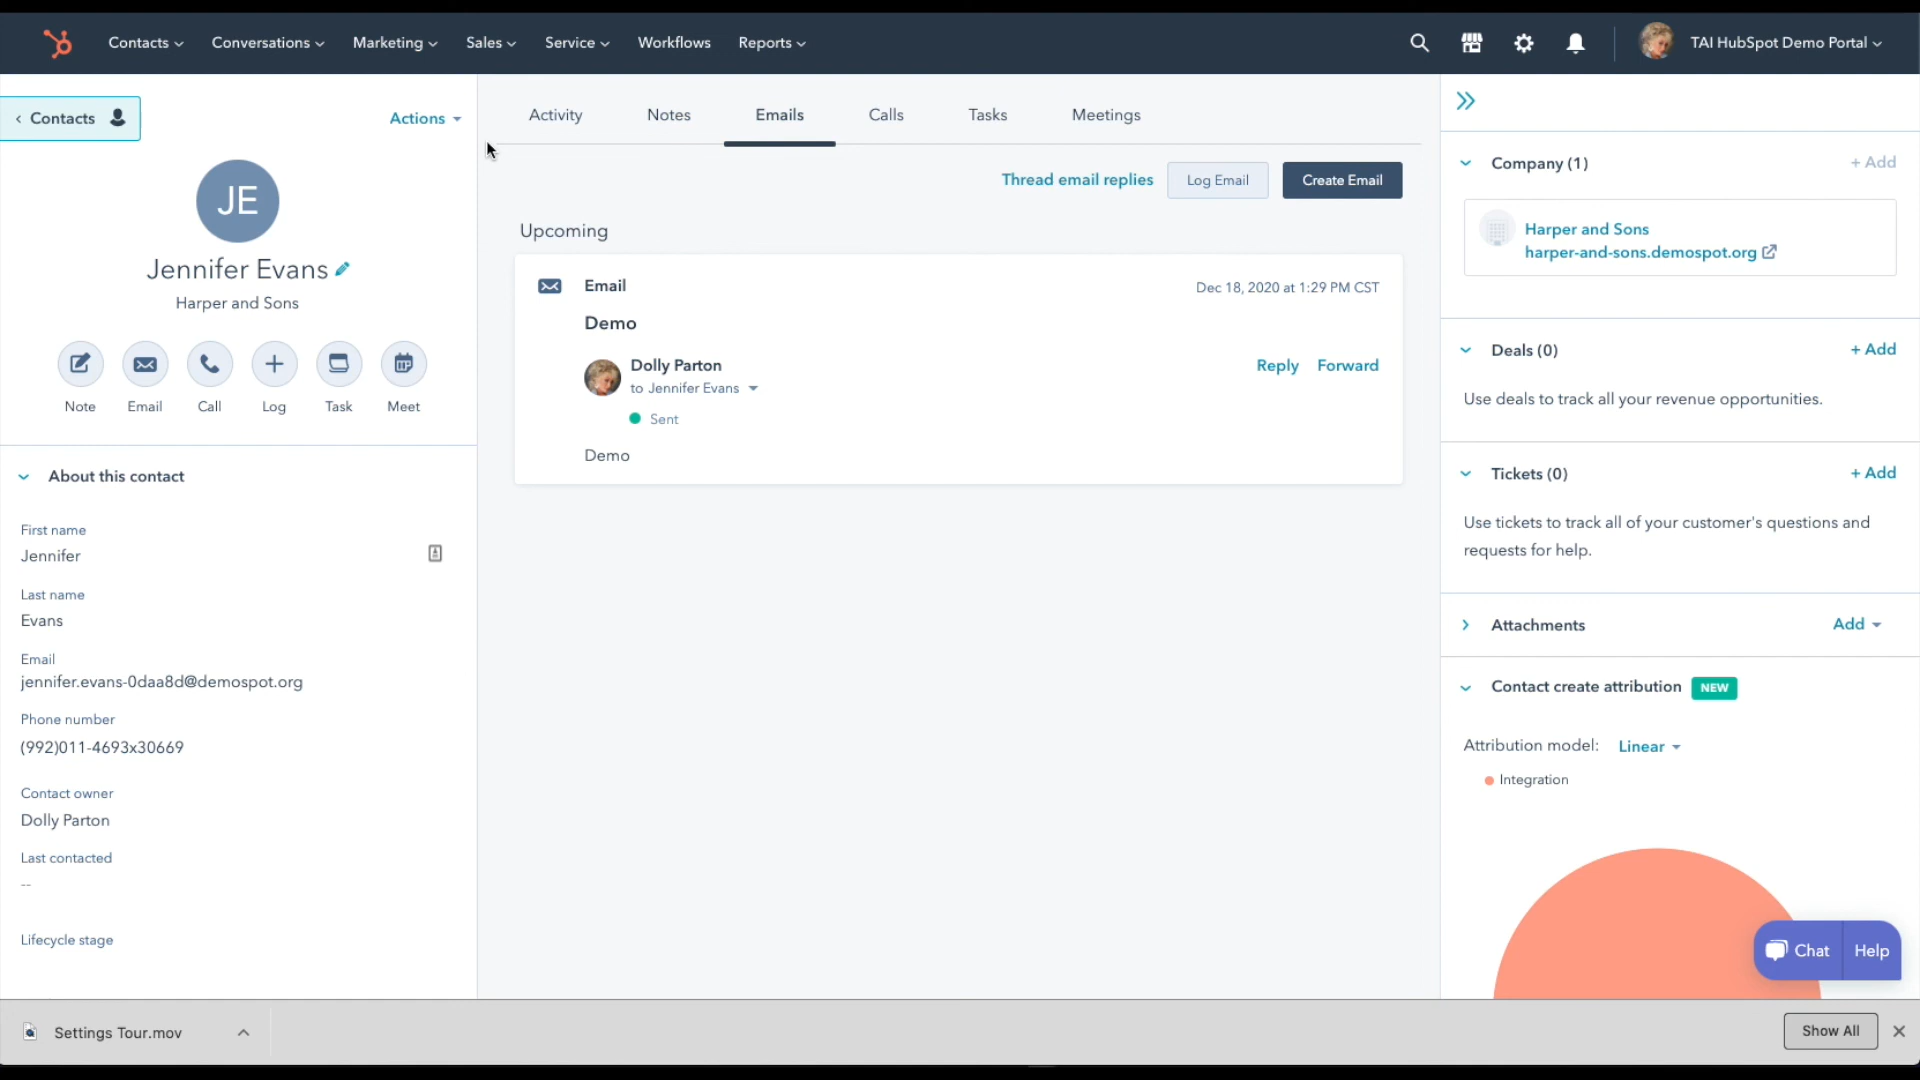 Contacts
Conversations
Marketing
Sales
Service
Workflows
Reports
TAI HubSpot Demo Portal
Contacts
Actions
JE
Jennifer Evans
Harper and Sons
Note
Email
Call
Log
Task
Meet
About this contact
First name
Jennifer
Last name
Evans
Email
jennifer.evans-0daa8d@demospot.org
Phone number
(992)011-4693x30669
Contact owner
Dolly Parton
Last contacted
--
Lifecycle stage
Activity
Notes
Emails
Calls
Tasks
Meetings
Thread email replies
Log Email
Create Email
Upcoming
Email
Dec 18, 2020 at 1:29 PM CST
Demo
Dolly Parton
Reply
Forward
to Jennifer Evans
Sent
Demo
Company (1)
+ Add
Harper and Sons
harper-and-sons.demospot.org
Deals (0)
+ Add
Use deals to track all your revenue opportunities.
Tickets (0)
+ Add
Use tickets to track all of your customer's questions and
requests for help.
Attachments
Add
Contact create attribution
NEW
Attribution model:
Linear
Integration
Chat
Help
Settings Tour.mov
Show All